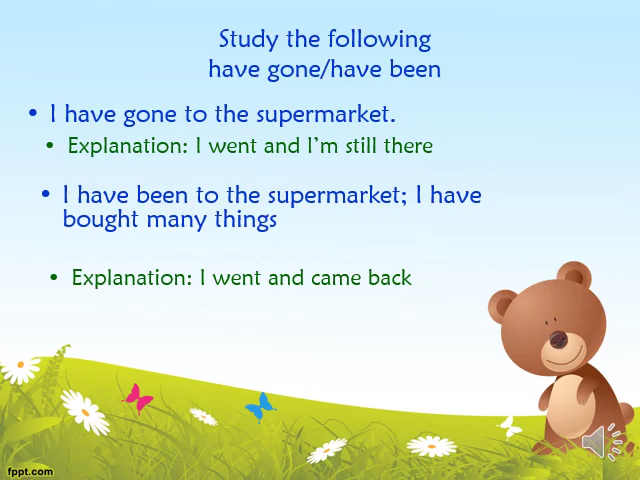 Study the following
have gone/have been
• I have gone to the supermarket.
• Explanation: I went and I’m still there
• I have been to the supermarket; I have
bought many things
• Explanation: I went and came back
fppt.com